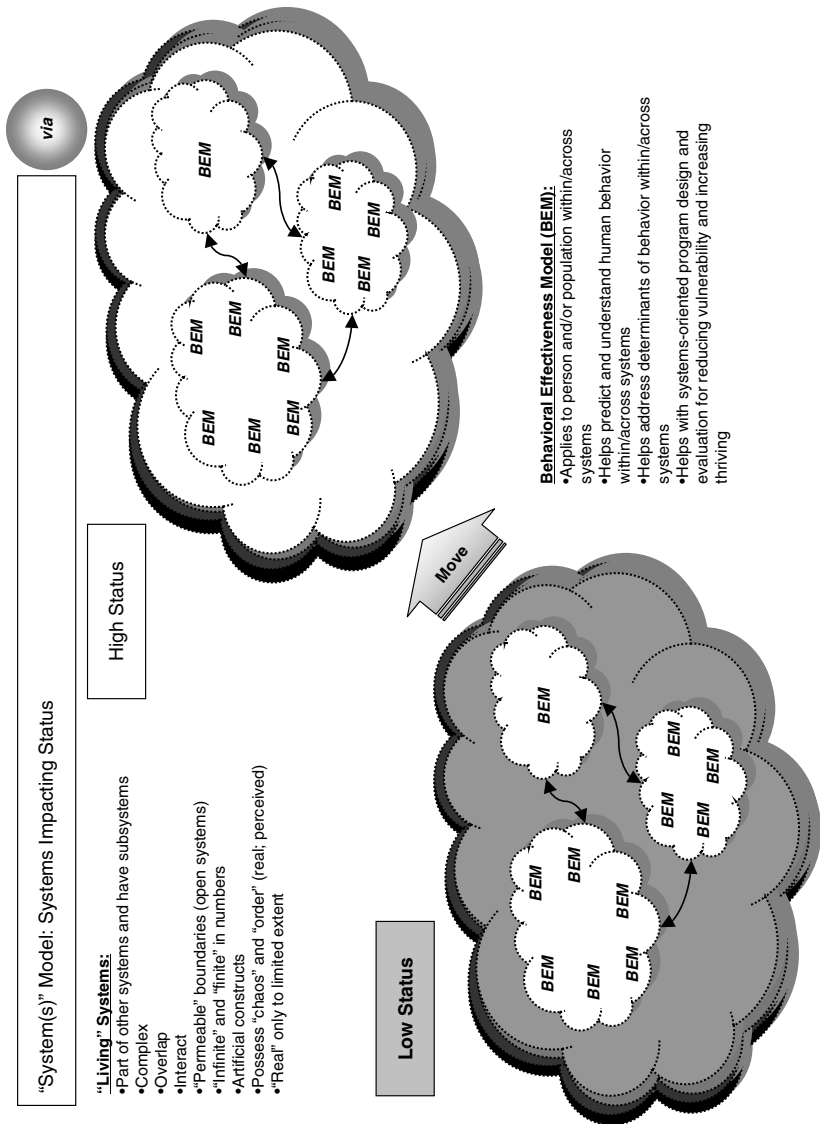 "System(s)" Model: Systems Impacting Status
via
"Living" Systems:
•Part of other systems and have subsystems
•Complex
•Overlap
•Interact
•"Permeable" boundaries (open systems)
•"Infinite" and "finite" in numbers
•Artificial constructs
•Possess "chaos" and "order" (real; perceived)
•"Real" only to limited extent
High Status
BEM
BEM
BEM
BEM
BEM
BEM
BEM
BEM
BEM
BEM
BEM
Low Status
BEM
BEM
BEM
BEM
BEM
BEM
BEM
BEM
BEM
BEM
BEM
Move
Behavioral Effectiveness Model (BEM):
•Applies to person and/or population within/across
systems
•Helps predict and understand human behavior
within/across systems
•Helps address determinants of behavior within/across
systems
•Helps with systems-oriented program design and
evaluation for reducing vulnerability and increasing
thriving